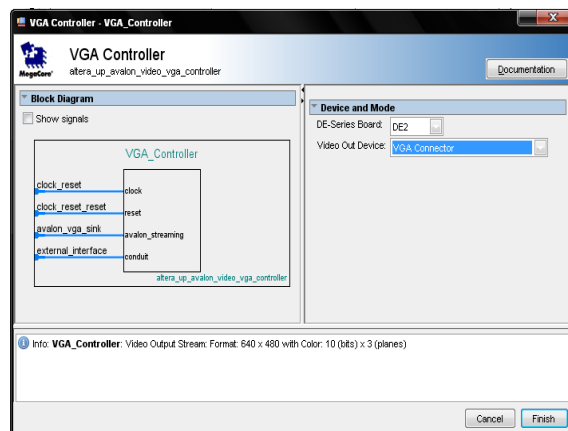 VGA Controller - VGA_Controller
VGA Controller
altera_up_avalon_video_vga_controller
MegaCore'
Documentation
Block Diagram
Show signals
VGA_Controller
clock_reset
clock
clock_reset_reset
reset
avalon_vga_sink
avalon_streaming
external_interface
conduit
altera_up_avalon_video_vga_controller
Device and Mode
DE-Series Board: DE2
Video Out Device: VGA Connector
Info: VGA_Controller: Video Output Stream: Format: 640 x 480 with Color: 10 (bits) x 3 (planes)
Cancel Finish